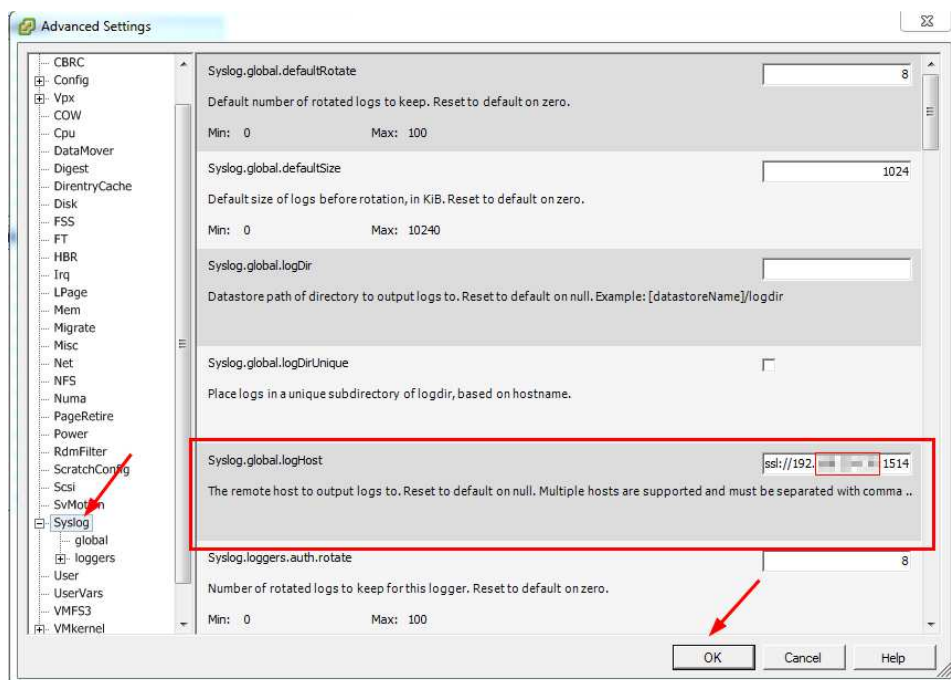 Advanced Settings
CBRC
Config
Vpx
COW
Cpu
DataMover
Digest
DirentryCache
Disk
FSS
FT
HBR
Irq
LPage
Mem
Migrate
Misc
Net
NFS
Numa
PageRetire
Power
RdmFilter
ScratchConfig
Scsi
SvMotion
Syslog
global
loggers
User
UserVars
VMFS3
VMkernel
Syslog.global.defaultRotate
8
Default number of rotated logs to keep. Reset to default on zero.
Min: 0 Max: 100
Syslog.global.defaultSize
1024
Default size of logs before rotation, in KiB. Reset to default on zero.
Min: 0 Max: 10240
Syslog.global.logDir
Datastore path of directory to output logs to. Reset to default on null. Example: [datastoreName]/logdir
Syslog.global.logDirUnique
Place logs in a unique subdirectory of logdir, based on hostname.
Syslog.global.logHost
ssl://192. 1514
The remote host to output logs to. Reset to default on null. Multiple hosts are supported and must be separated with comma ..
Syslog.loggers.auth.rotate
8
Number of rotated logs to keep for this logger. Reset to default on zero.
Min: 0 Max: 100
OK Cancel Help